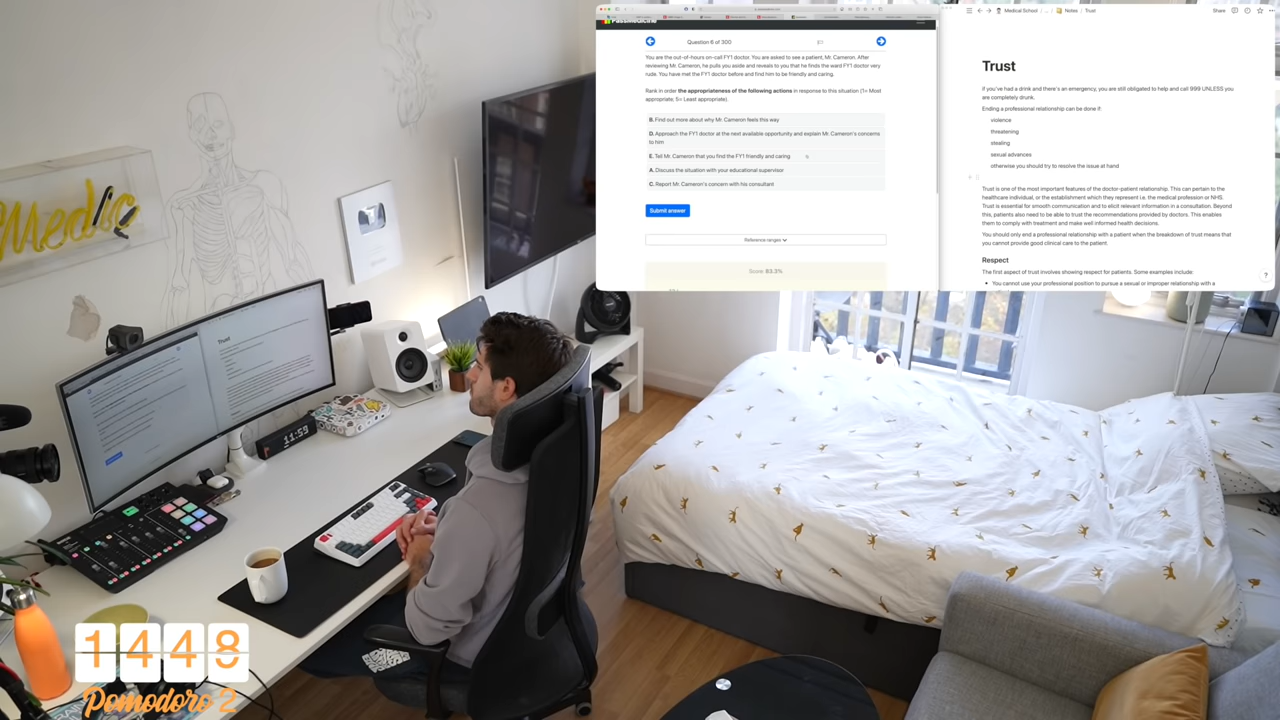 Question 6 of 300
You are the out-of-hours on-call FY1 doctor. You are asked to see a patient, Mr. Cameron. After
reviewing Mr. Cameron, he pulls you aside and reveals to you that he finds the ward FY1 doctor very
rude. You have met the FY1 doctor before and find him to be friendly and caring.
Rank in order the appropriateness of the following actions in response to this situation (1= Most
appropriate; 5= Least appropriate).
B. Find out more about why Mr. Cameron feels this way
D. Approach the FY1 doctor at the next available opportunity and explain Mr. Cameron's concerns
to him
E. Tell Mr. Cameron that you find the FY1 friendly and caring
A. Discuss the situation with your educational supervisor
C. Report Mr. Cameron's concern with his consultant
Submit answer
Reference ranges
Score: 83.3%
Medical School / ... / Notes / Trust
Share
Trust
if you've had a drink and there's an emergency, you are still obligated to help and call 999 UNLESS you
are completely drunk.
Ending a professional relationship can be done if:
violence
threatening
stealing
sexual advances
otherwise you should try to resolve the issue at hand
Trust is one of the most important features of the doctor-patient relationship. This can pertain to the
healthcare individual, or the establishment which they represent i.e. the medical profession or NHS.
Trust is essential for smooth communication and to elicit relevant information in a consultation. Beyond
this, patients also need to be able to trust the recommendations provided by doctors. This enables
them to comply with treatment and make well informed health decisions.
You should only end a professional relationship with a patient when the breakdown of trust means that
you cannot provide good clinical care to the patient.
Respect
The first aspect of trust involves showing respect for patients. Some examples include:
• You cannot use your professional position to pursue a sexual or improper relationship with a
?
Medic
Trust
11:59
1448
Pomodoro 2